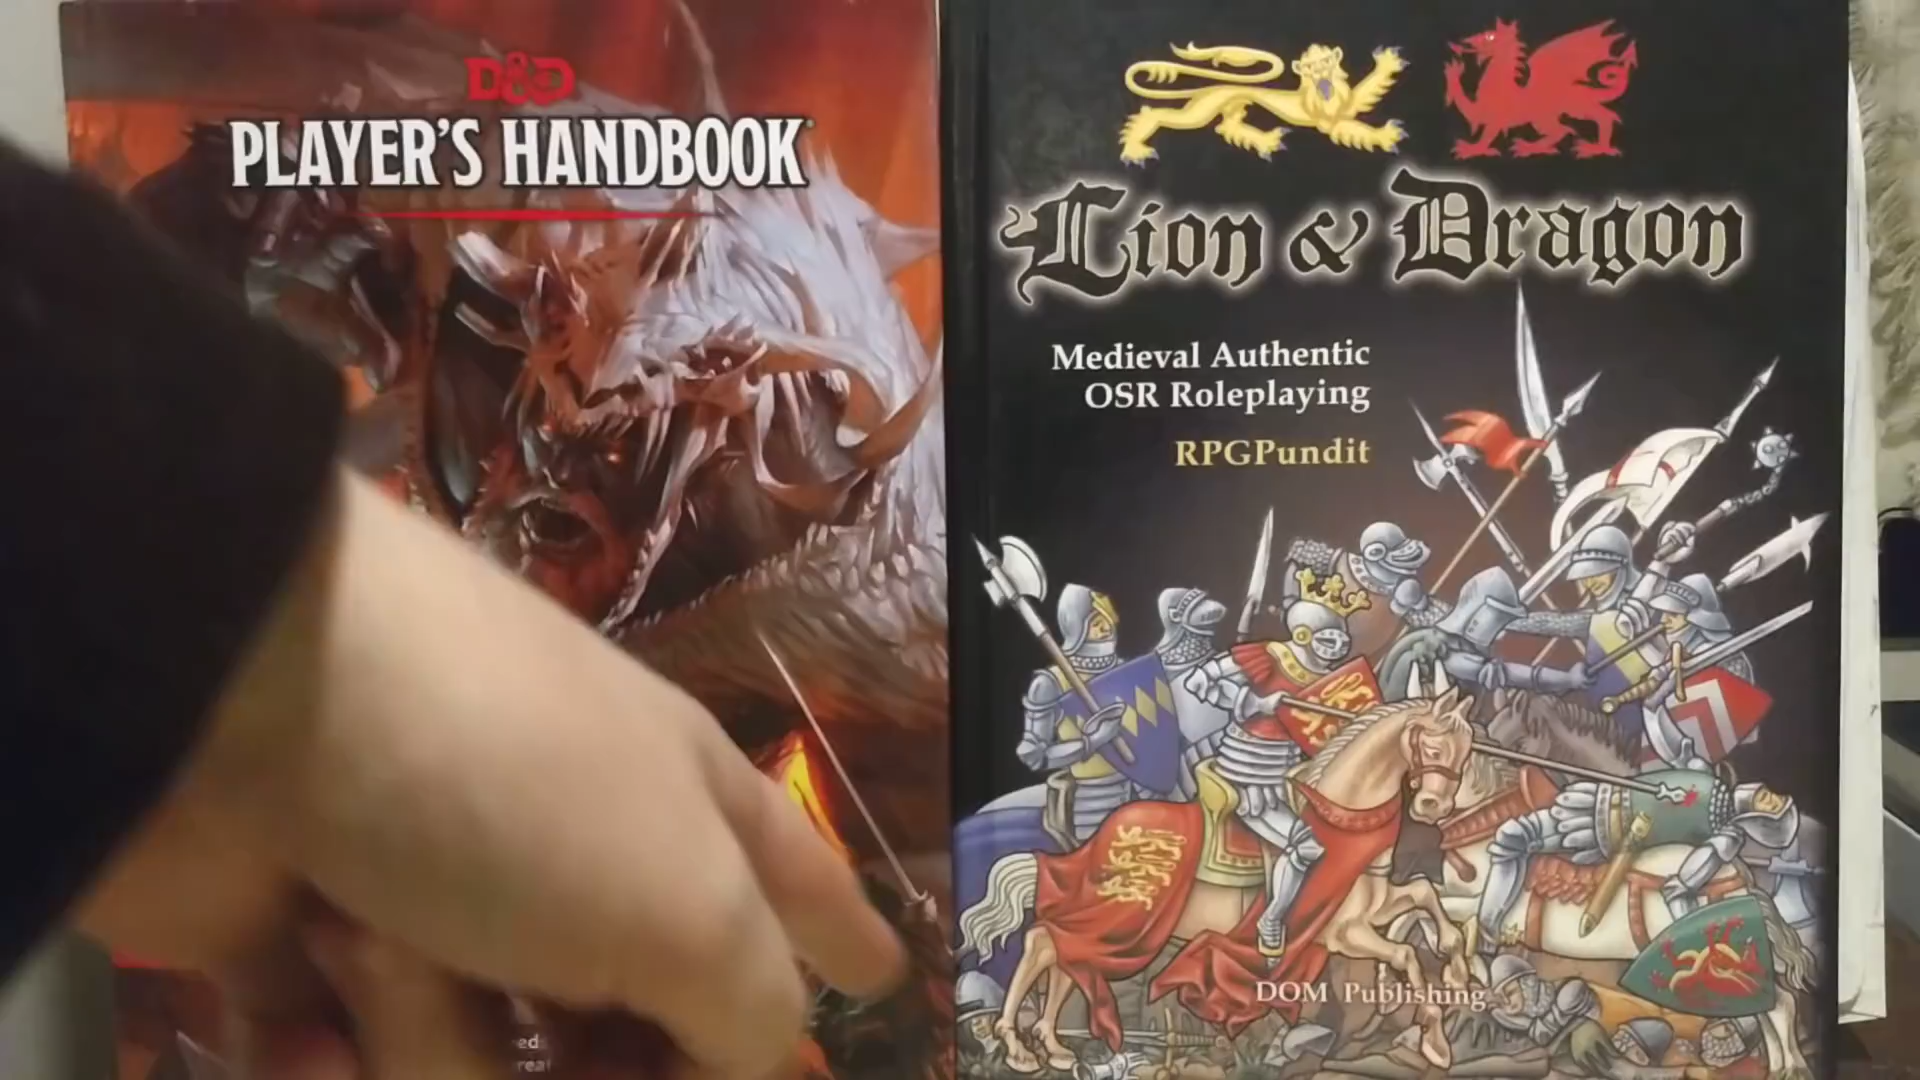 D&D
PLAYER'S HANDBOOK
Lion & Dragon
Medieval Authentic
OSR Roleplaying
RPGPundit
DOM Publishing